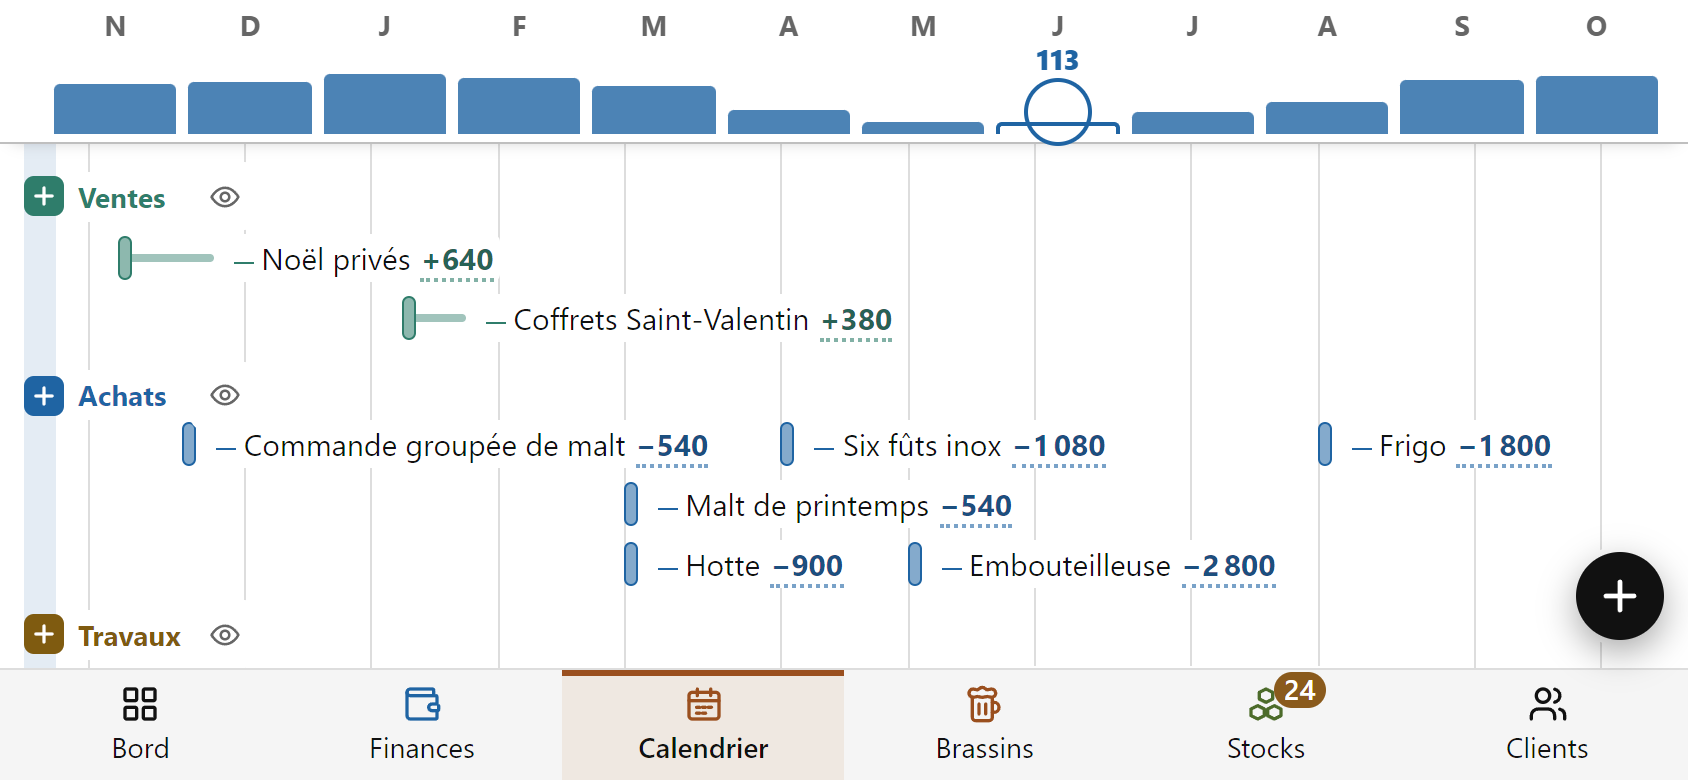 N D J F M A M J J A S O
113
Ventes
— Noël privés +640
— Coffrets Saint-Valentin +380
Achats
— Commande groupée de malt −540 — Six fûts inox −1 080 — Frigo −1 800
— Malt de printemps −540
— Hotte −900 — Embouteilleuse −2 800
Travaux
24
Bord Finances Calendrier Brassins Stocks Clients